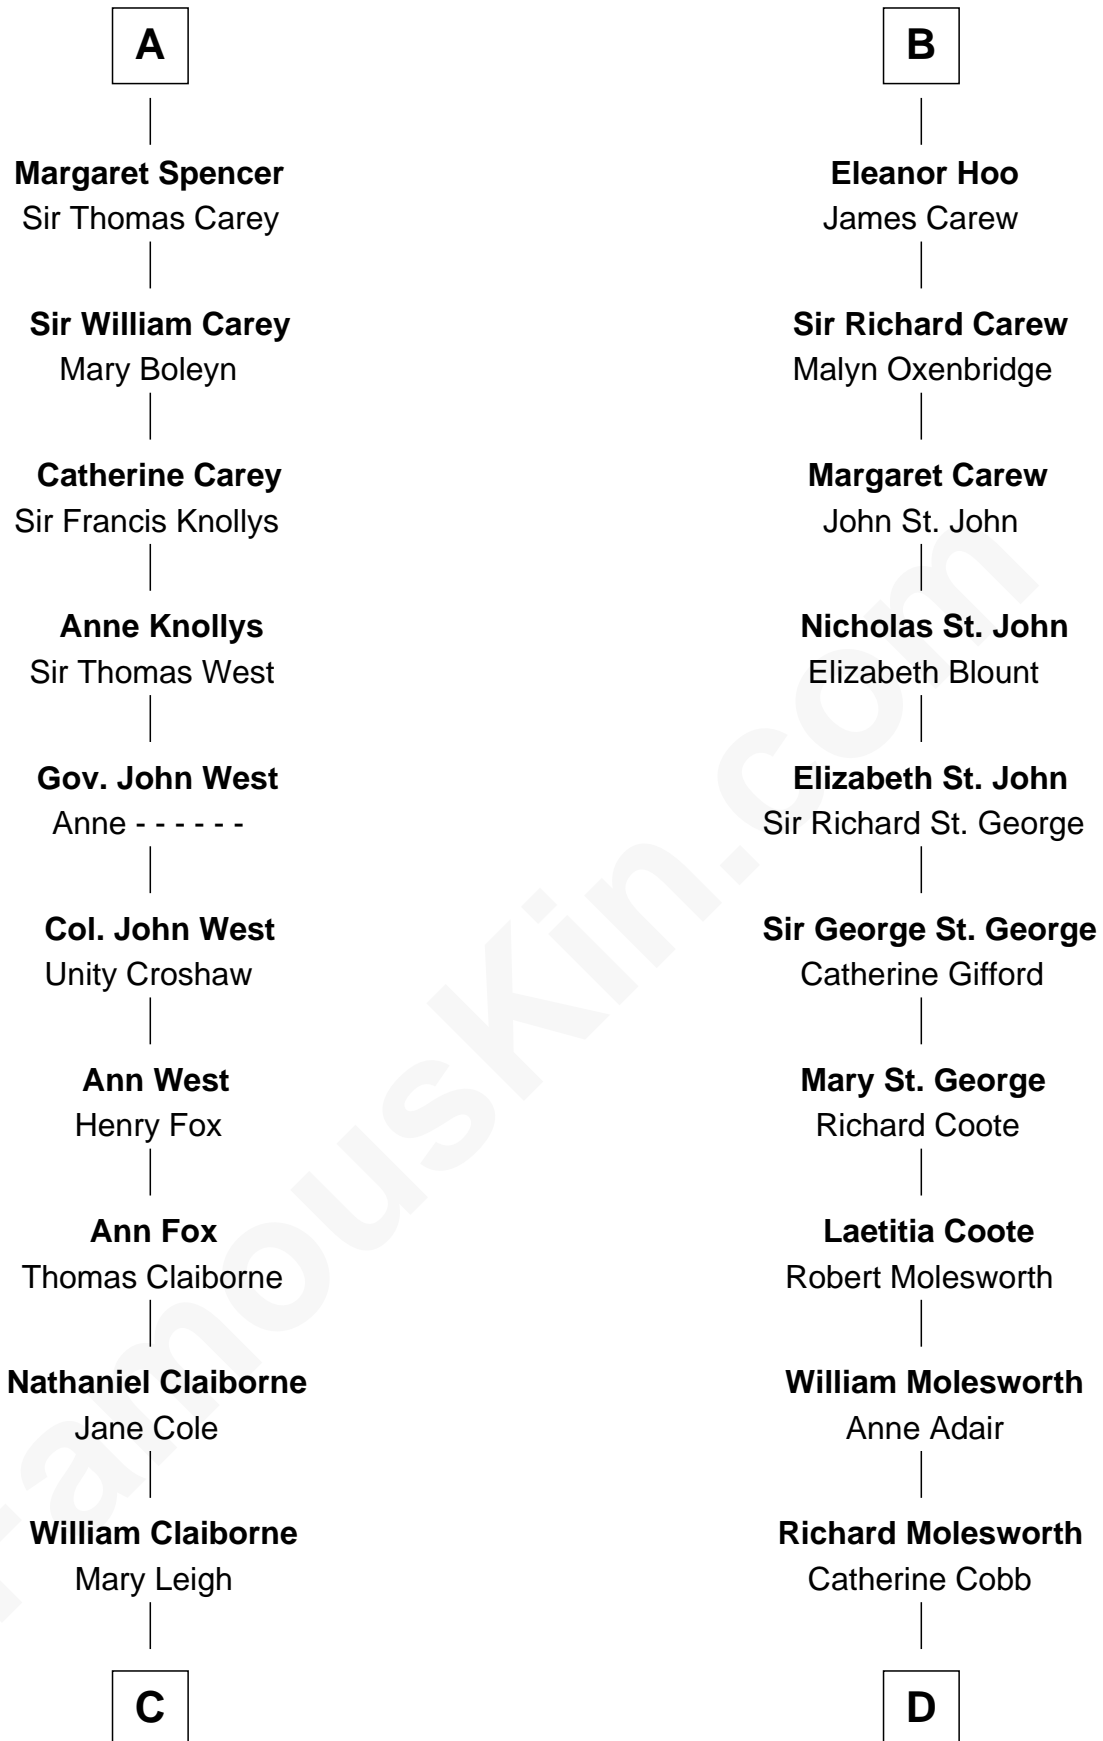 A
Margaret Spencer
Sir Thomas Carey
Sir William Carey
Mary Boleyn
Catherine Carey
Sir Francis Knollys
Anne Knollys
Sir Thomas West
Gov. John West
Anne - - - - - -
Col. John West
Unity Croshaw
Ann West
Henry Fox
Ann Fox
Thomas Claiborne
Nathaniel Claiborne
Jane Cole
William Claiborne
Mary Leigh
C
B
Eleanor Hoo
James Carew
Sir Richard Carew
Malyn Oxenbridge
Margaret Carew
John St. John
Nicholas St. John
Elizabeth Blount
Elizabeth St. John
Sir Richard St. George
Sir George St. George
Catherine Gifford
Mary St. George
Richard Coote
Laetitia Coote
Robert Molesworth
William Molesworth
Anne Adair
Richard Molesworth
Catherine Cobb
D
FamousKin.com